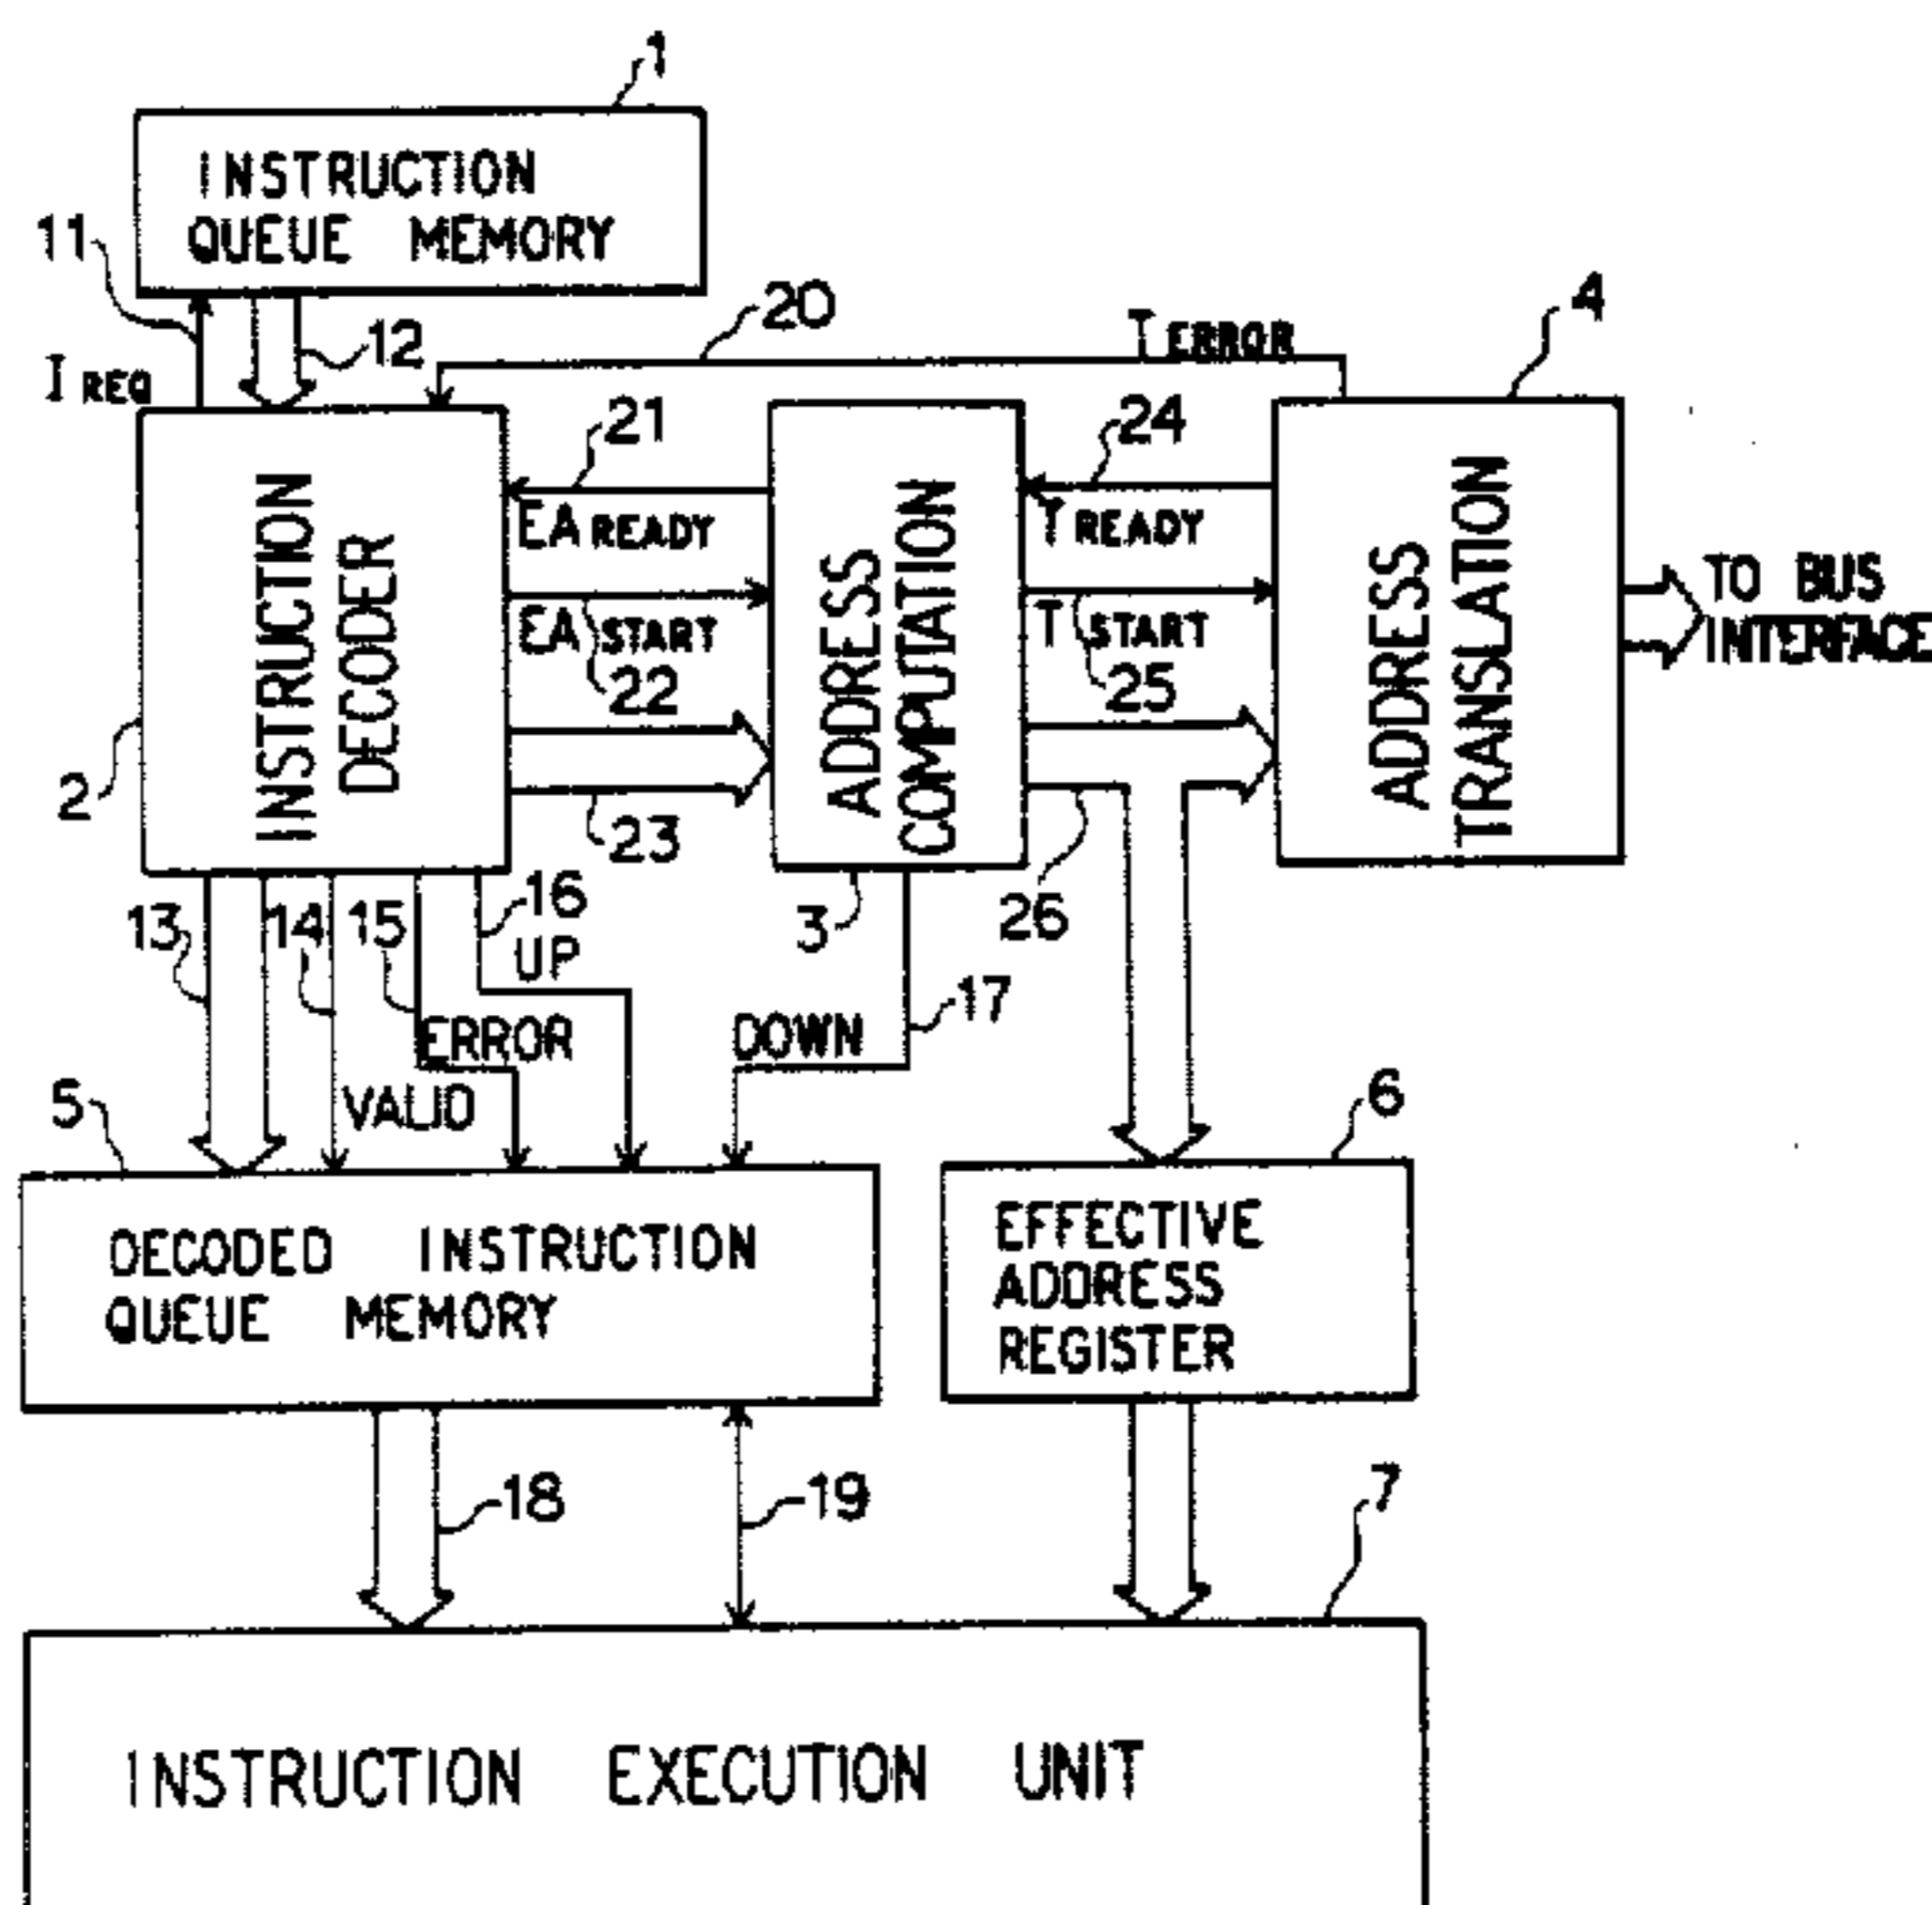 1
INSTRUCTION
QUEUE MEMORY
11
12
I REQ
20
T ERROR
4
21
24
EA READY
T READY
EA START
T START
22
25
23
26
INSTRUCTION
DECODER
ADDRESS
COMPUTATION
ADDRESS
TRANSLATION
TO BUS
INTERFACE
2
3
13
14
15
16
UP
17
ERROR
DOWN
VALID
5
6
DECODED INSTRUCTION
QUEUE MEMORY
EFFECTIVE
ADDRESS
REGISTER
18
19
7
INSTRUCTION EXECUTION UNIT